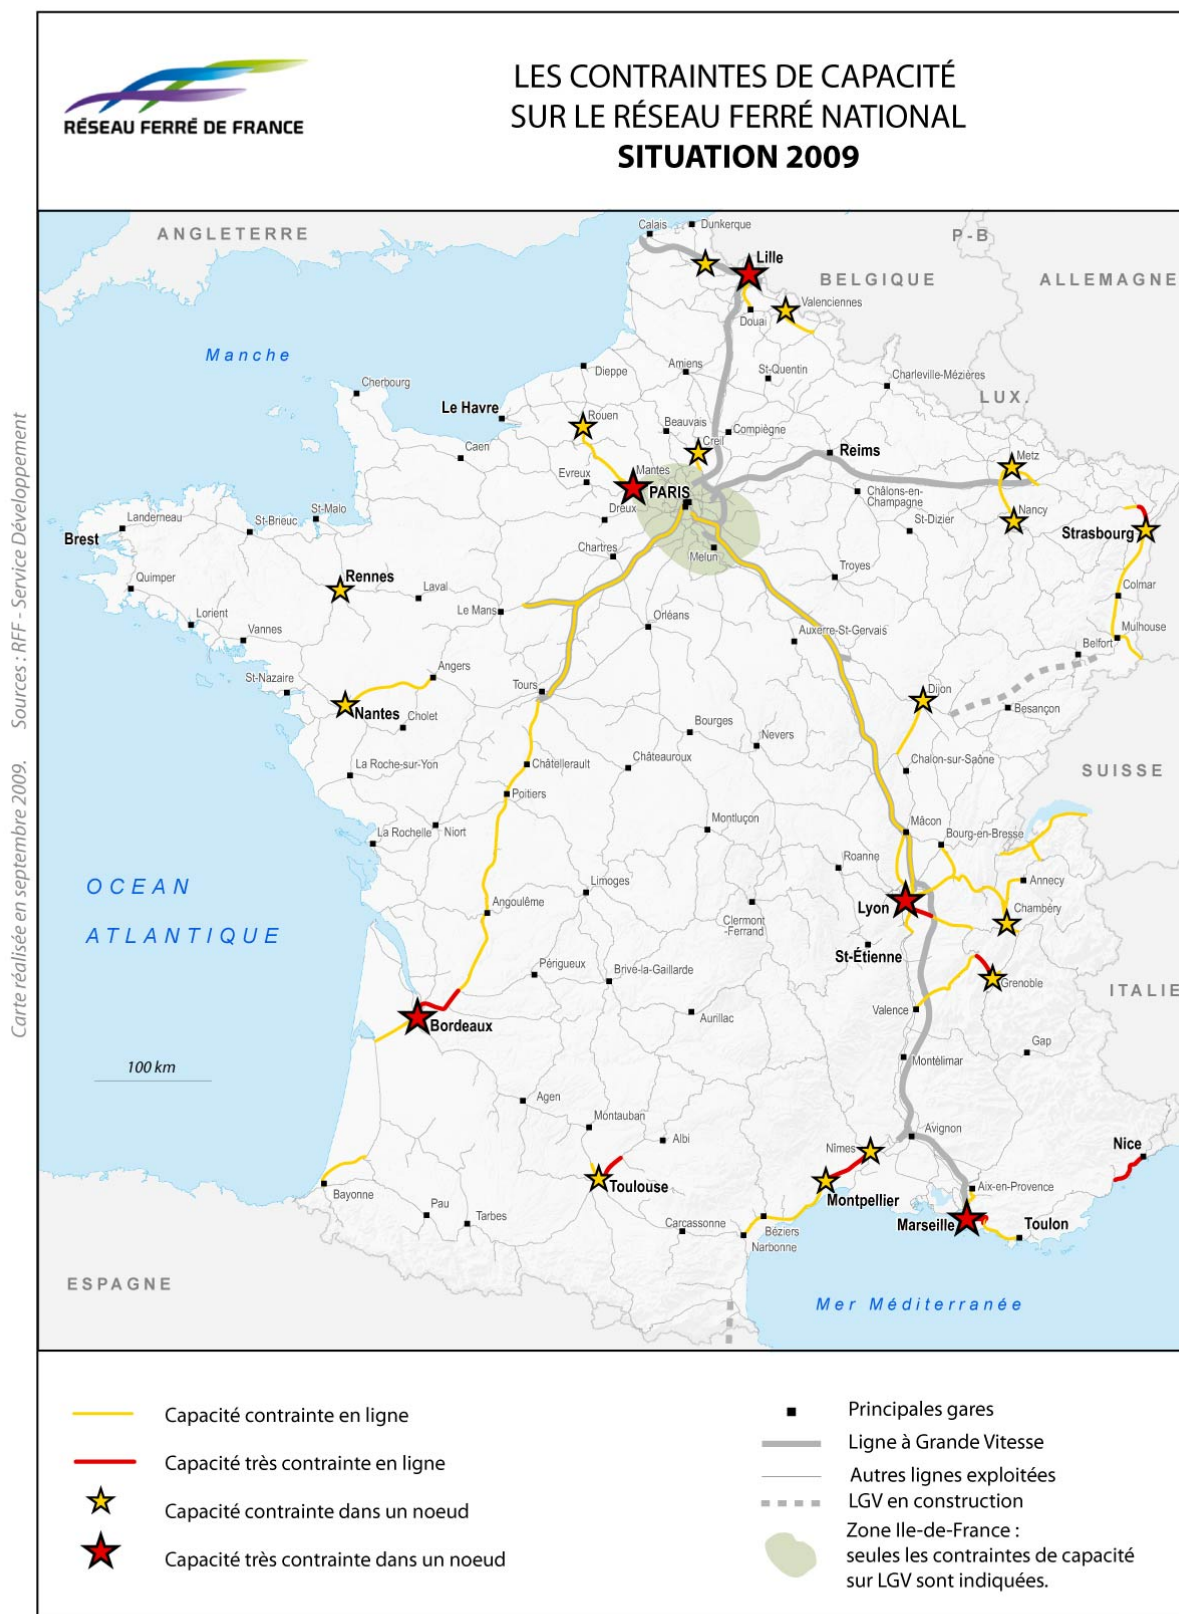 RÉSEAU FERRÉ DE FRANCE
LES CONTRAINTES DE CAPACITÉ
SUR LE RÉSEAU FERRÉ NATIONAL
SITUATION 2009
Carte réalisée en septembre 2009. Sources : RFF - Service Développement
ANGLETERRE
Calais
Dunkerque
P-B
Lille
BELGIQUE
ALLEMAGNE
Valenciennes
Douai
Manche
Dieppe
Amiens
St-Quentin
Charleville-Mézières
Cherbourg
LUX.
Le Havre
Rouen
Beauvais
Compiègne
Creil
Reims
Metz
Caen
Evreux
Mantes
PARIS
Châlons-en-
Champagne
Nancy
St-Malo
Dreux
St-Dizier
Strasbourg
Landerneau
St-Brieuc
Brest
Chartres
Melun
Troyes
Quimper
Rennes
Laval
Colmar
Le Mans
Orléans
Lorient
Vannes
Auxerre-St-Gervais
Mulhouse
Belfort
St-Nazaire
Angers
Tours
Dijon
Nantes
Cholet
Besançon
Bourges
Nevers
La Roche-sur-Yon
Châtellerault
Châteauroux
Chalon-sur-Saône
SUISSE
Poitiers
La Rochelle
Niort
Montluçon
Mâcon
Bourg-en-Bresse
Roanne
OCEAN
ATLANTIQUE
Limoges
Annecy
Angoulême
Clermont
-Ferrand
Lyon
Chambéry
St-Étienne
Périgueux
Brive-la-Gaillarde
Grenoble
ITALIE
Bordeaux
Aurillac
Valence
Gap
100 km
Montélimar
Agen
Montauban
Albi
Avignon
Nîmes
Nice
Bayonne
Toulouse
Montpellier
Aix-en-Provence
Pau
Tarbes
Carcassonne
Béziers
Narbonne
Marseille
Toulon
ESPAGNE
Mer Méditerranée
Capacité contrainte en ligne
Capacité très contrainte en ligne
Capacité contrainte dans un noeud
Capacité très contrainte dans un noeud
Principales gares
Ligne à Grande Vitesse
Autres lignes exploitées
LGV en construction
Zone Ile-de-France :
seules les contraintes de capacité
sur LGV sont indiquées.